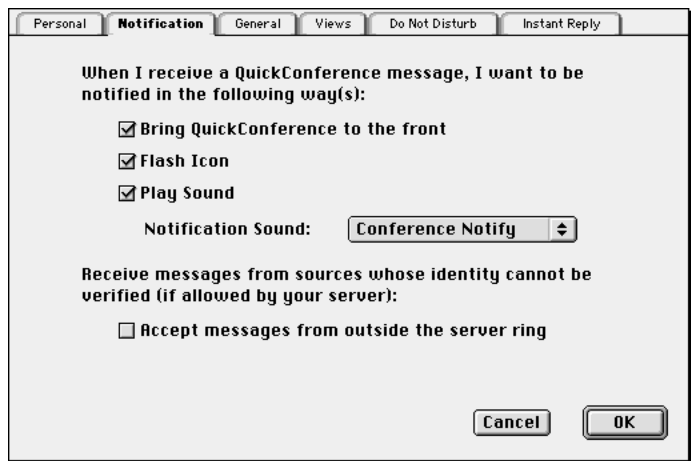 Personal Notification General Views Do Not Disturb Instant Reply
When I receive a QuickConference message, I want to be
notified in the following way(s):
Bring QuickConference to the front
Flash Icon
Play Sound
Notification Sound: Conference Notify
Receive messages from sources whose identity cannot be
verified (if allowed by your server):
Accept messages from outside the server ring
Cancel OK